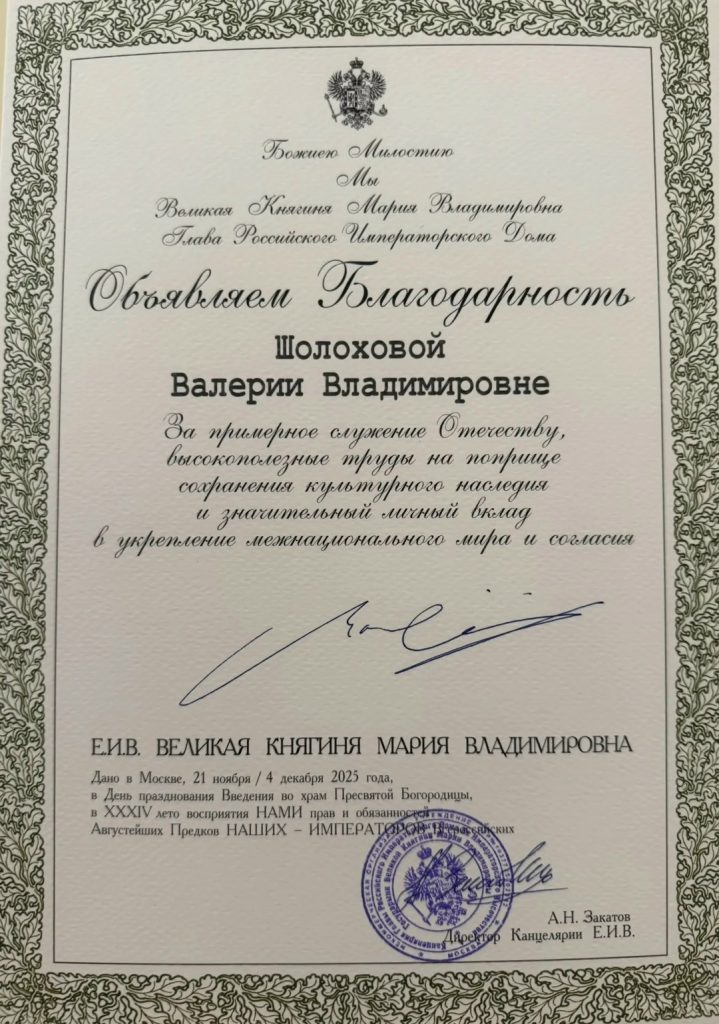 Божиею Милостию
Мы
Великая Княгиня Мария Владимировна
Глава Российского Императорского Дома
Объявляем Благодарность
Шолоховой
Валерии Владимировне
За примерное служение Отечеству,
высокополезные труды на поприще
сохранения культурного наследия
и значительный личный вклад
в укрепление межнационального мира и согласия
Е.И.В. ВЕЛИКАЯ КНЯГИНЯ МАРИЯ ВЛАДИМИРОВНА
Дано в Москве, 21 ноября / 4 декабря 2025 года,
в День празднования Введения во храм Пресвятой Богородицы,
в XXXIV лето восприятия НАМИ прав и обязанностей
Августейших Предков НАШИХ – ИМПЕРАТОРОВ Всероссийских
А.Н. Закатов
Директор Канцелярии Е.И.В.